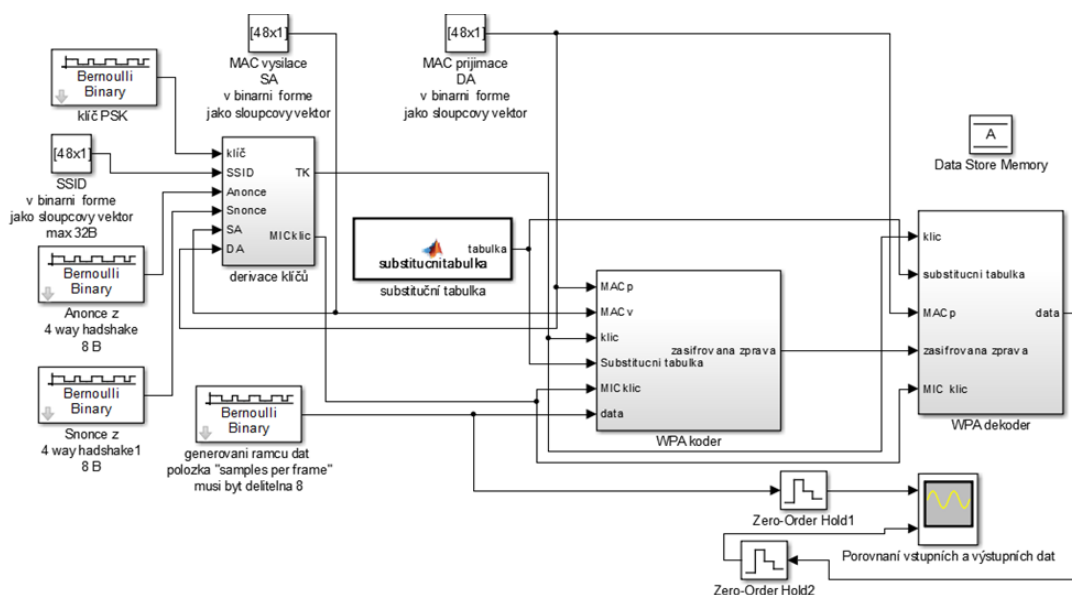 [48x1]
MAC vysilace
SA
v binarni forme
jako sloupcovy vektor
[48x1]
MAC prijimace
DA
v binarni forme
jako sloupcovy vektor
Bernoulli
Binary
klíč PSK
[48x1]
SSID
v binarni forme
jako sloupcovy vektor
max 32B
Bernoulli
Binary
Anonce z
4 way hadshake
8 B
Bernoulli
Binary
Snonce z
4 way hadshake1
8 B
klíč
SSID
Anonce
Snonce
SA
DA
TK
MICklic
derivace klíčů
tabulka
substitucnitabulka
substituční tabulka
Bernoulli
Binary
generovani ramcu dat
polozka "samples per frame"
musi byt delitelna 8
MACp
MACv
klic
Substitucni tabulka
MICklic
data
zasifrovana zprava
WPA koder
A
Data Store Memory
klic
substitucni tabulka
MACp
zasifrovana zprava
MIC klic
data
WPA dekoder
Zero-Order Hold1
Zero-Order Hold2
Porovnaní vstupních a výstupních dat